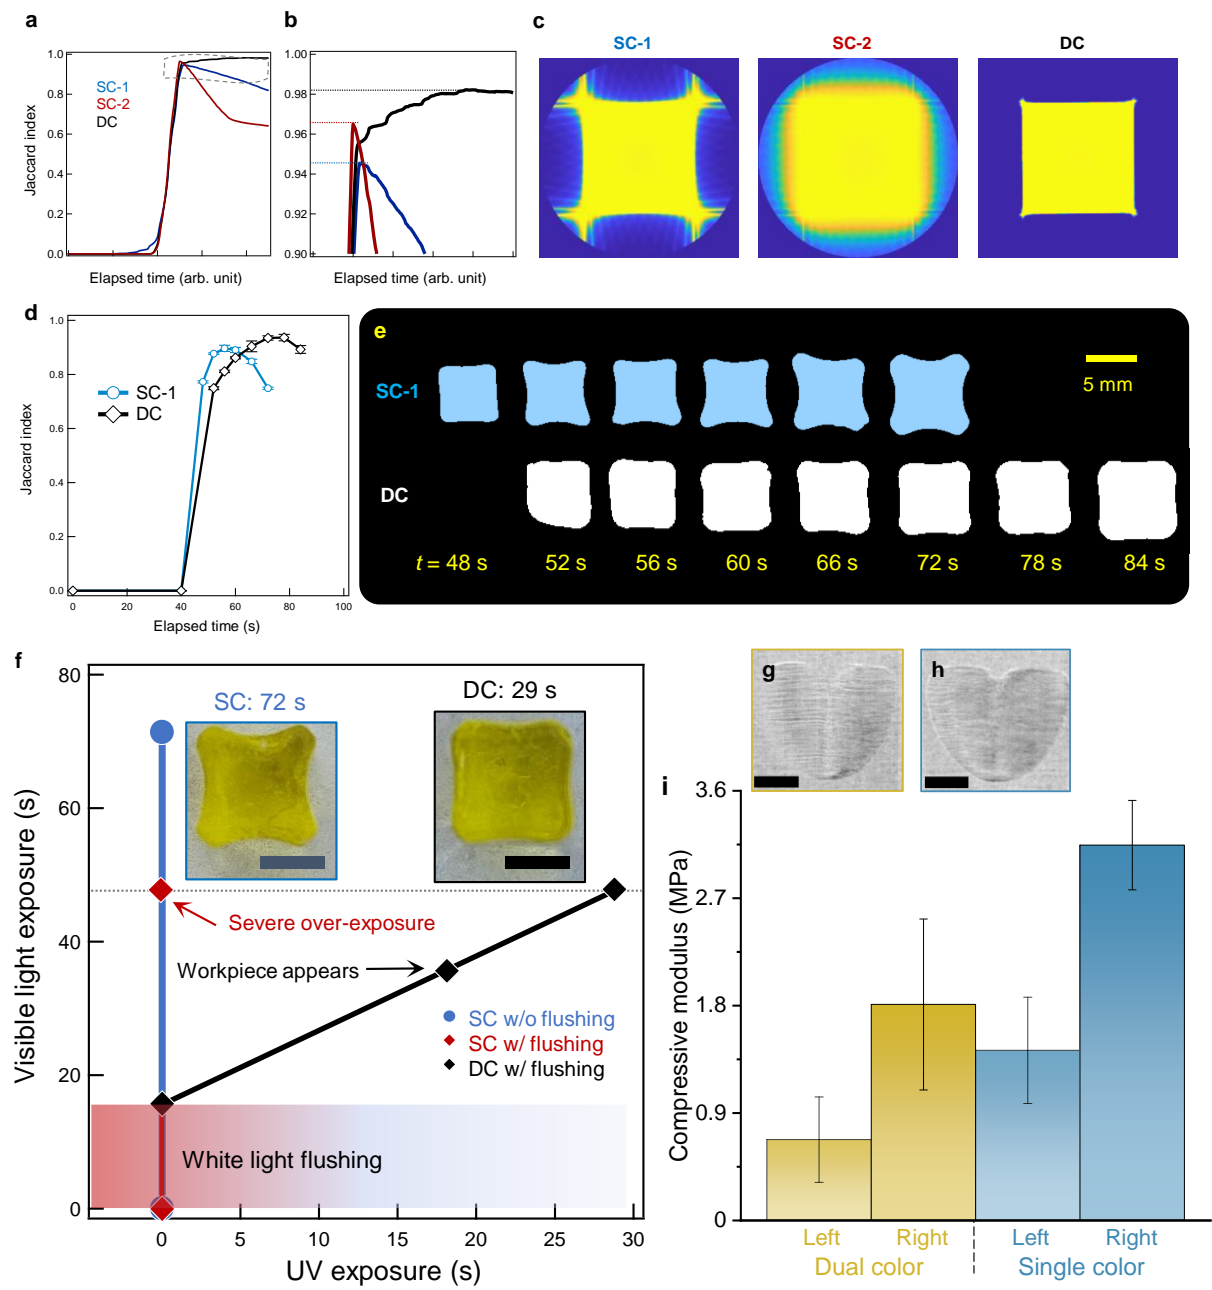 a
1.0
0.8
0.6
0.4
0.2
0.0
Jaccard index
SC-1
SC-2
DC
Elapsed time (arb. unit)
b
1.00
0.98
0.96
0.94
0.92
0.90
Elapsed time (arb. unit)
c
SC-1
SC-2
DC
d
1.0
0.8
0.6
0.4
0.2
0.0
Jaccard index
SC-1
DC
0
20
40
60
80
100
Elapsed time (s)
e
SC-1
5 mm
DC
t = 48 s
52 s
56 s
60 s
66 s
72 s
78 s
84 s
f
80
60
40
20
0
Visible light exposure (s)
SC: 72 s
DC: 29 s
Severe over-exposure
Workpiece appears
SC w/o flushing
SC w/ flushing
DC w/ flushing
White light flushing
0
5
10
15
20
25
30
UV exposure (s)
g
h
i
3.6
2.7
1.8
0.9
0
Compressive modulus (MPa)
Left
Right
Left
Right
Dual color
Single color